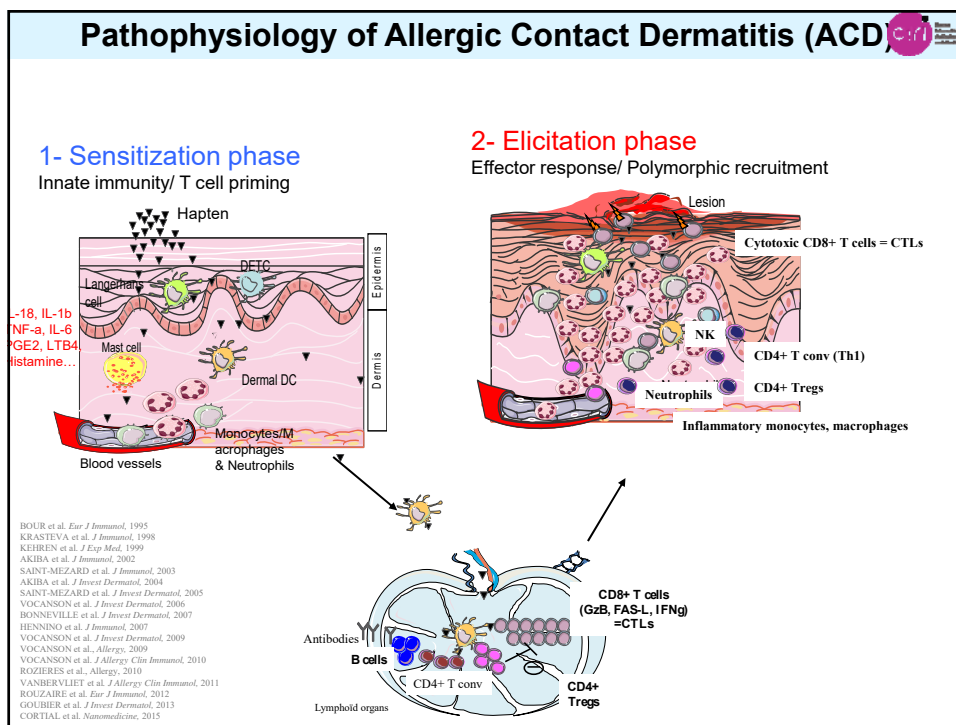 Pathophysiology of Allergic Contact Dermatitis (ACD)
1- Sensitization phase
Innate immunity/ T cell priming
Hapten
DETC
Langerhans
cell
Epidermis
Dermis
IL-18, IL-1b
TNF-a, IL-6
PGE2, LTB4,
Histamine…
Mast cell
Dermal DC
Monocytes/M
acrophages
& Neutrophils
Blood vessels
2- Elicitation phase
Effector response/ Polymorphic recruitment
Lesion
Cytotoxic CD8+ T cells = CTLs
NK
CD4+ T conv (Th1)
CD4+ Tregs
Neutrophils
Inflammatory monocytes, macrophages
BOUR et al. Eur J Immunol, 1995
KRASTEVA et al. J Immunol, 1998
KEHREN et al. J Exp Med, 1999
AKIBA et al. J Immunol, 2002
SAINT-MEZARD et al. J Immunol, 2003
AKIBA et al. J Invest Dermatol, 2004
SAINT-MEZARD et al. J Invest Dermatol, 2005
VOCANSON et al. J Invest Dermatol, 2006
BONNEVILLE et al. J Invest Dermatol, 2007
HENNINO et al. J Immunol, 2007
VOCANSON et al. J Invest Dermatol, 2009
VOCANSON et al., Allergy, 2009
VOCANSON et al. J Allergy Clin Immunol, 2010
ROZIERES et al., Allergy, 2010
VANBERVLIET et al. J Allergy Clin Immunol, 2011
ROUZAIRE et al. Eur J Immunol, 2012
GOUBIER et al. J Invest Dermatol, 2013
CORTIAL et al. Nanomedicine, 2015
CD8+ T cells
(GzB, FAS-L, IFNg)
=CTLs
Antibodies
B cells
CD4+ T conv
CD4+
Tregs
Lymphoïd organs